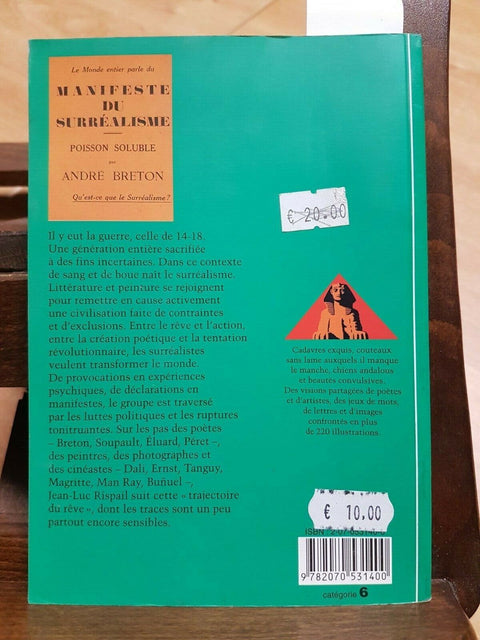 Le Monde entier parle du
MANIFESTE
DU
SURRÉALISME
POISSON SOLUBLE
par
ANDRÉ BRETON
Qu'est-ce que le Surréalisme?
€ 20.00
Il y eut la guerre, celle de 14-18.
Une génération entière sacrifiée
à des fins incertaines. Dans ce contexte
de sang et de boue naît le surréalisme.
Littérature et peinture se rejoignent
pour remettre en cause activement
une civilisation faite de contraintes
et d'exclusions. Entre le rêve et l'action,
entre la création poétique et la tentation
révolutionnaire, les surréalistes
veulent transformer le monde.
De provocations en expériences
psychiques, de déclarations en
manifestes, le groupe est traversé
par les luttes politiques et les ruptures
tonitruantes. Sur les pas des poètes
– Breton, Soupault, Éluard, Péret –,
des peintres, des photographes et
des cinéastes – Dali, Ernst, Tanguy,
Magritte, Man Ray, Buñuel –,
Jean-Luc Rispail suit cette « trajectoire
du rêve », dont les traces sont un peu
partout encore sensibles.
Cadavres exquis, couteaux
sans lame auxquels il manque
le manche, chiens andalous
et beautés convulsives.
Des visions partagées de poètes
et d'artistes, des jeux de mots,
de lettres et d'images
confrontés en plus
de 220 illustrations.
€ 10.00
ISBN 2-07-053140-0
9 782070 531400
catégorie 6